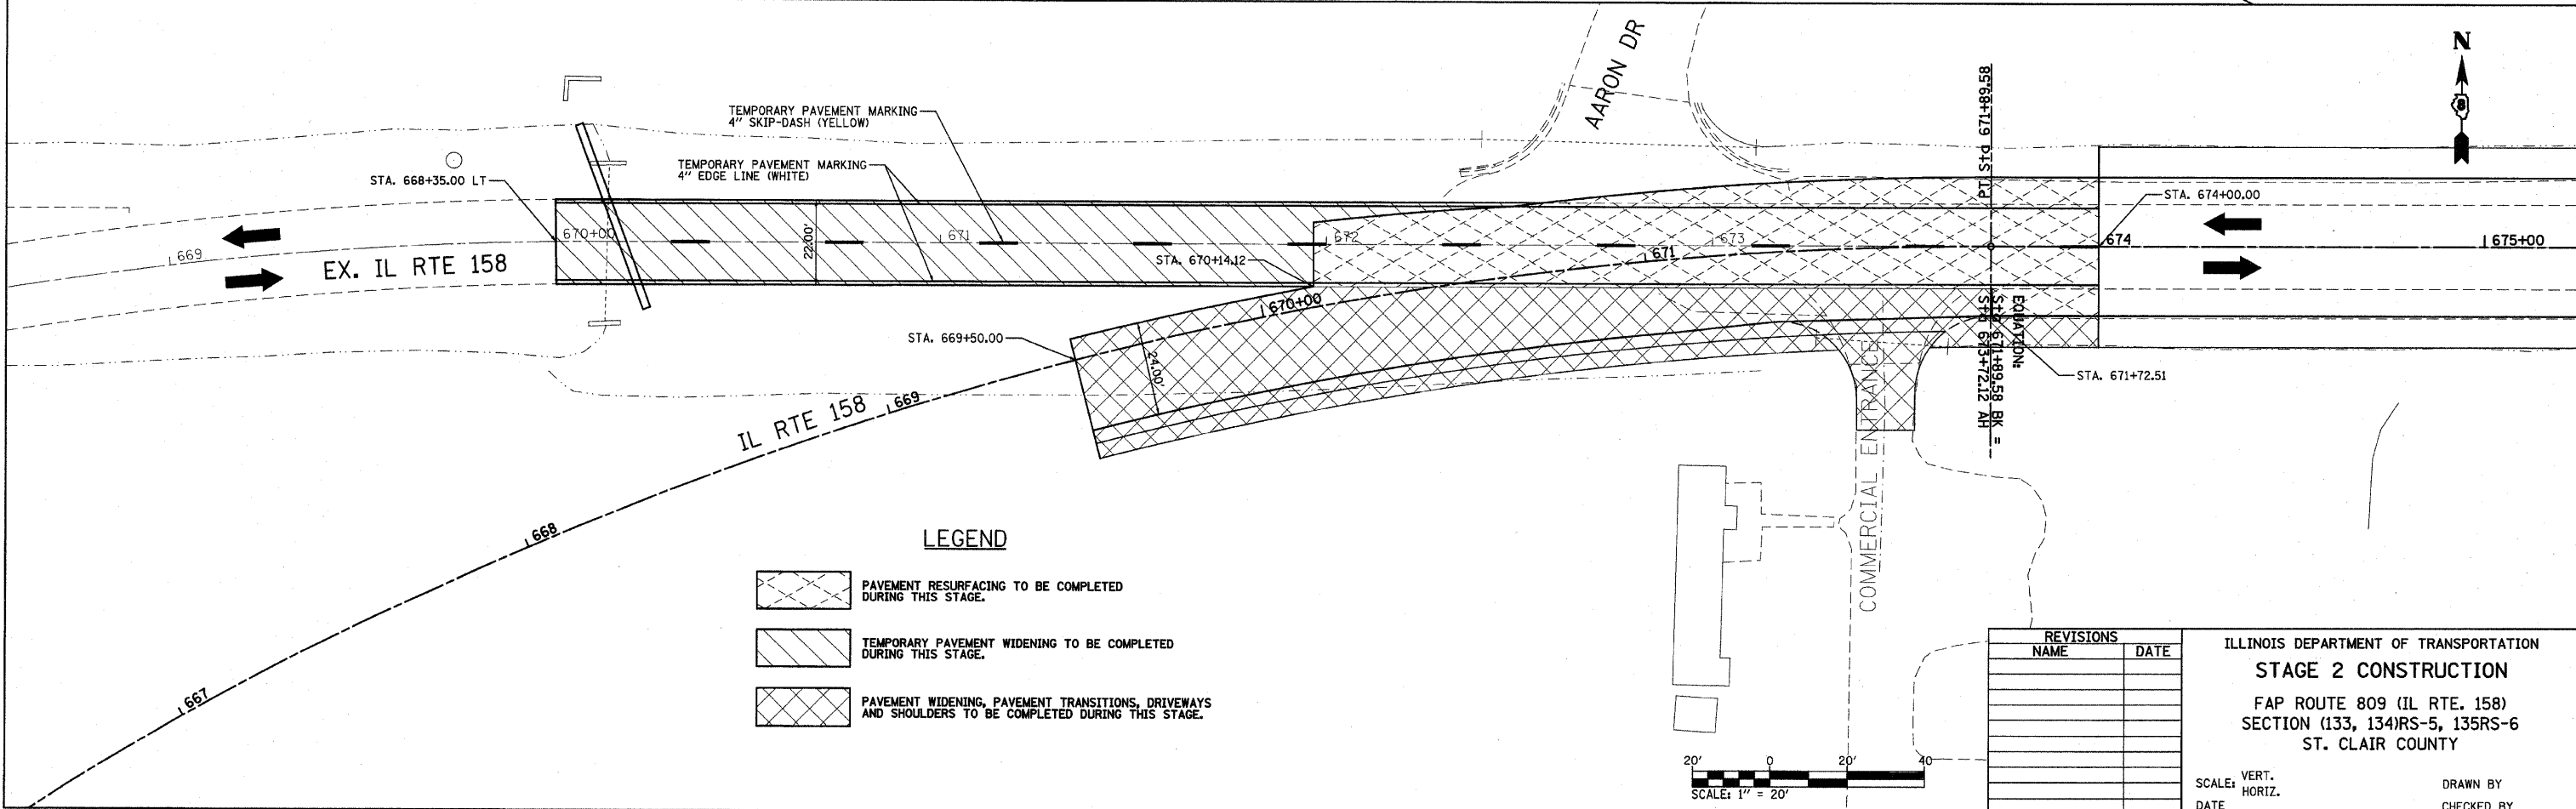 AARON DR
N
8
TEMPORARY PAVEMENT MARKING
4" SKIP-DASH (YELLOW)
TEMPORARY PAVEMENT MARKING
4" EDGE LINE (WHITE)
STA. 668+35.00 LT
PT Sta 671+89.58
STA. 674+00.00
669
EX. IL RTE 158
670+00
22.00'
671
672
673
674
675+00
STA. 670+14.12
671
670+00
STA. 669+50.00
24.00'
EQUATION:
Sta 671+89.58 BK =
Sta 673+72.12 AH
STA. 671+72.51
IL RTE 158
669
668
667
COMMERCIAL ENTRANCE
LEGEND
PAVEMENT RESURFACING TO BE COMPLETED
DURING THIS STAGE.
TEMPORARY PAVEMENT WIDENING TO BE COMPLETED
DURING THIS STAGE.
PAVEMENT WIDENING, PAVEMENT TRANSITIONS, DRIVEWAYS
AND SHOULDERS TO BE COMPLETED DURING THIS STAGE.
20' 0 20' 40
SCALE: 1" = 20'
REVISIONS
NAME DATE
ILLINOIS DEPARTMENT OF TRANSPORTATION
STAGE 2 CONSTRUCTION
FAP ROUTE 809 (IL RTE. 158)
SECTION (133, 134)RS-5, 135RS-6
ST. CLAIR COUNTY
SCALE: VERT.
HORIZ.
DRAWN BY
DATE
CHECKED BY